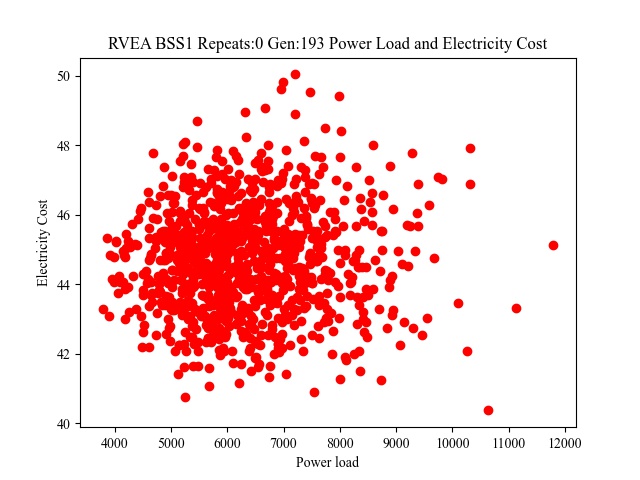 RVEA BSS1 Repeats:0 Gen:193 Power Load and Electricity Cost
50
48
46
44
42
40
Electricity Cost
4000 5000 6000 7000 8000 9000 10000 11000 12000
Power load